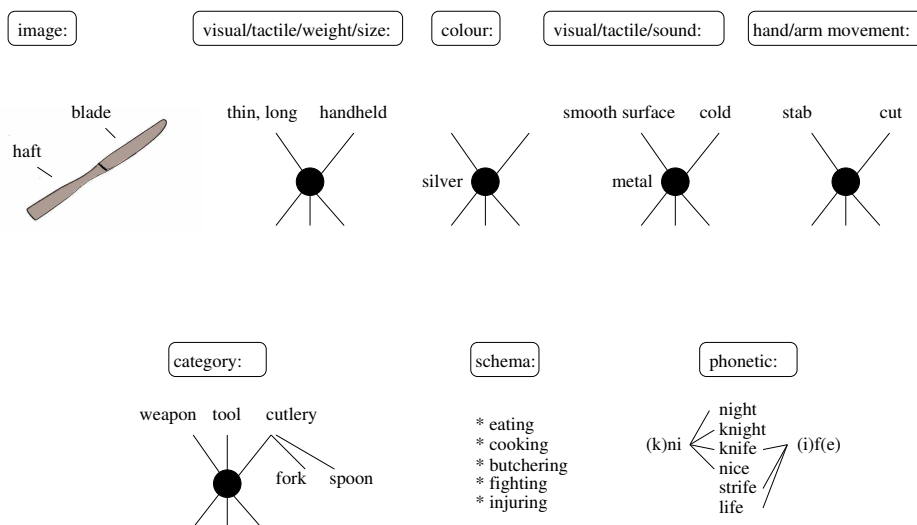 image:
visual/tactile/weight/size:
colour:
visual/tactile/sound:
hand/arm movement:
blade
haft
thin, long
handheld
silver
smooth surface
cold
metal
stab
cut
category:
schema:
phonetic:
weapon
tool
cutlery
fork
spoon
* eating
* cooking
* butchering
* fighting
* injuring
(k)ni
night
knight
knife
nice
strife
life
(i)f(e)